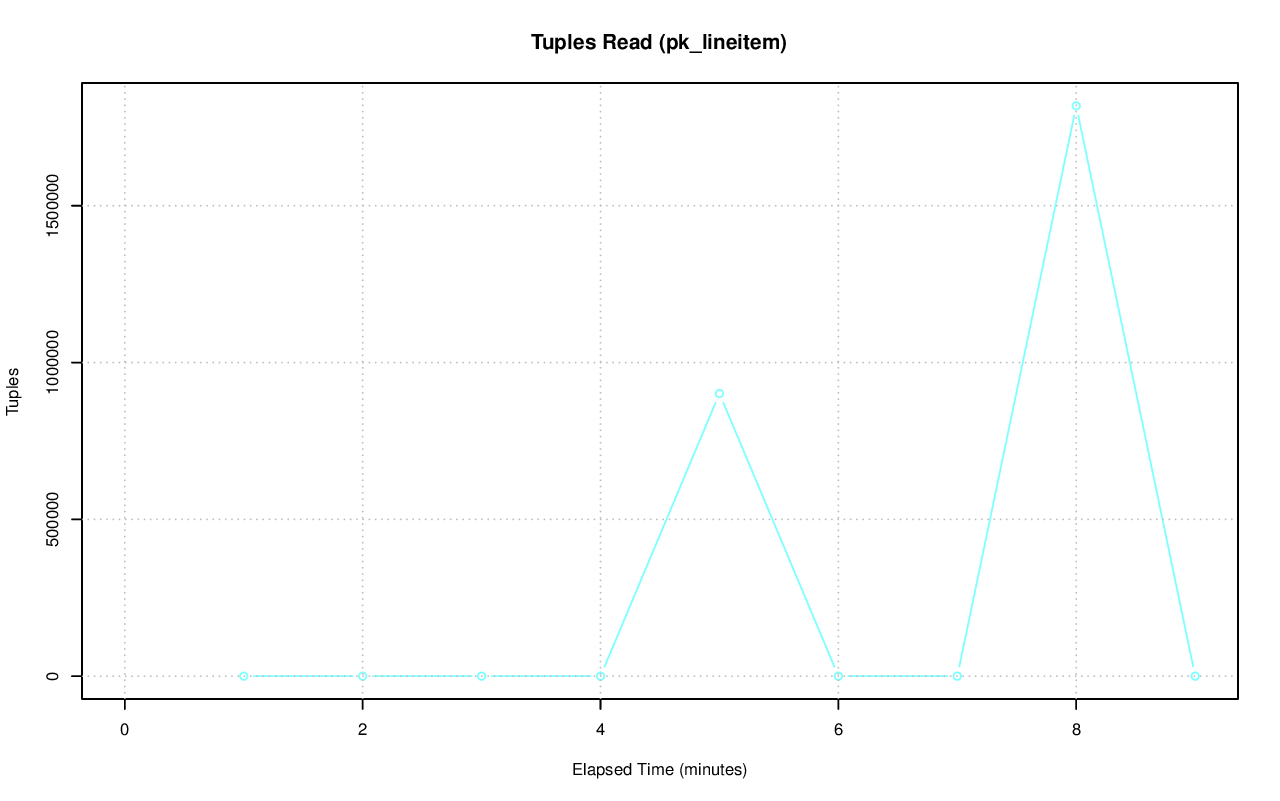 Tuples Read (pk_lineitem)
Tuples
1500000
1000000
500000
0
0 2 4 6 8
Elapsed Time (minutes)